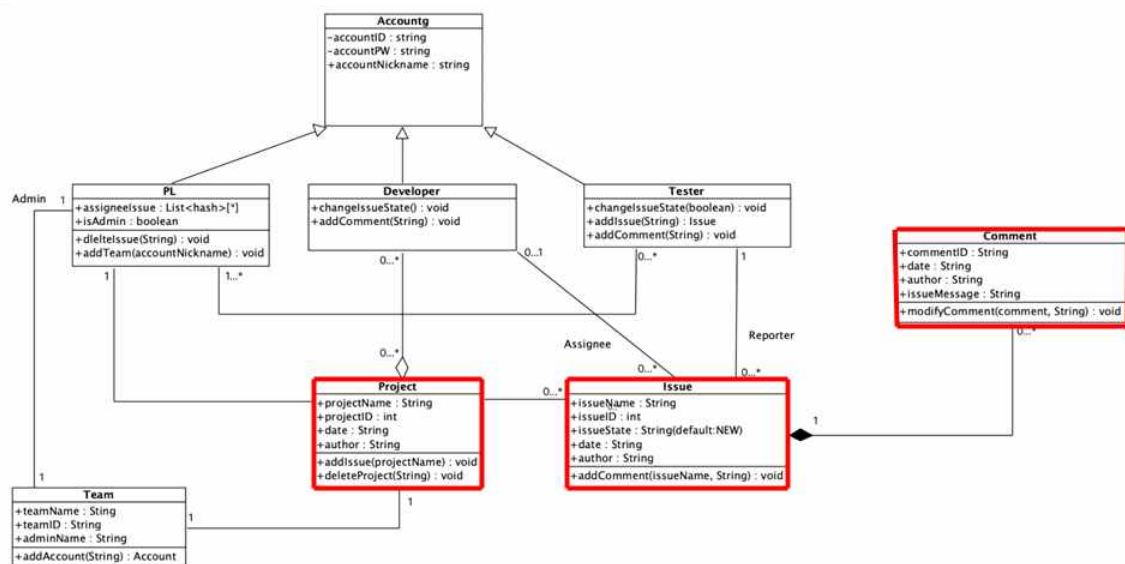 Accountg
-accountID : string
-accountPW : string
+accountNickname : string
Admin
1
PL
+assigneeIssue : List<hash>[*]
+isAdmin : boolean
+dleIteIssue(String) : void
+addTeam(accountNickname) : void
Developer
+changeIssueState() : void
+addComment(String) : void
Tester
+changeIssueState(boolean) : void
+addIssue(String) : Issue
+addComment(String) : void
Comment
+commentID : String
+date : String
+author : String
+issueMessage : String
+modifyComment(comment, String) : void
1
1...*
0...*
0...1
0...*
1
0...*
Assignee
Reporter
0...*
0...*
0...*
0...*
Project
+projectName : String
+projectID : int
+date : String
+author : String
+addIssue(projectName) : void
+deleteProject(String) : void
Issue
+issueName : String
+issueID : int
+issueState : String(default:NEW)
+date : String
+author : String
+addComment(issueName, String) : void
1
1
1
1
Team
+teamName : Sting
+teamID : String
+adminName : String
+addAccount(String) : Account